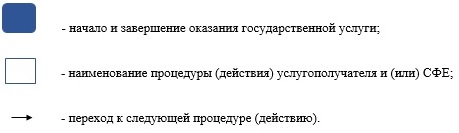 - начало и завершение оказания государственной услуги;
- наименование процедуры (действия) услугополучателя и (или) СФЕ;
- переход к следующей процедуре (действию).